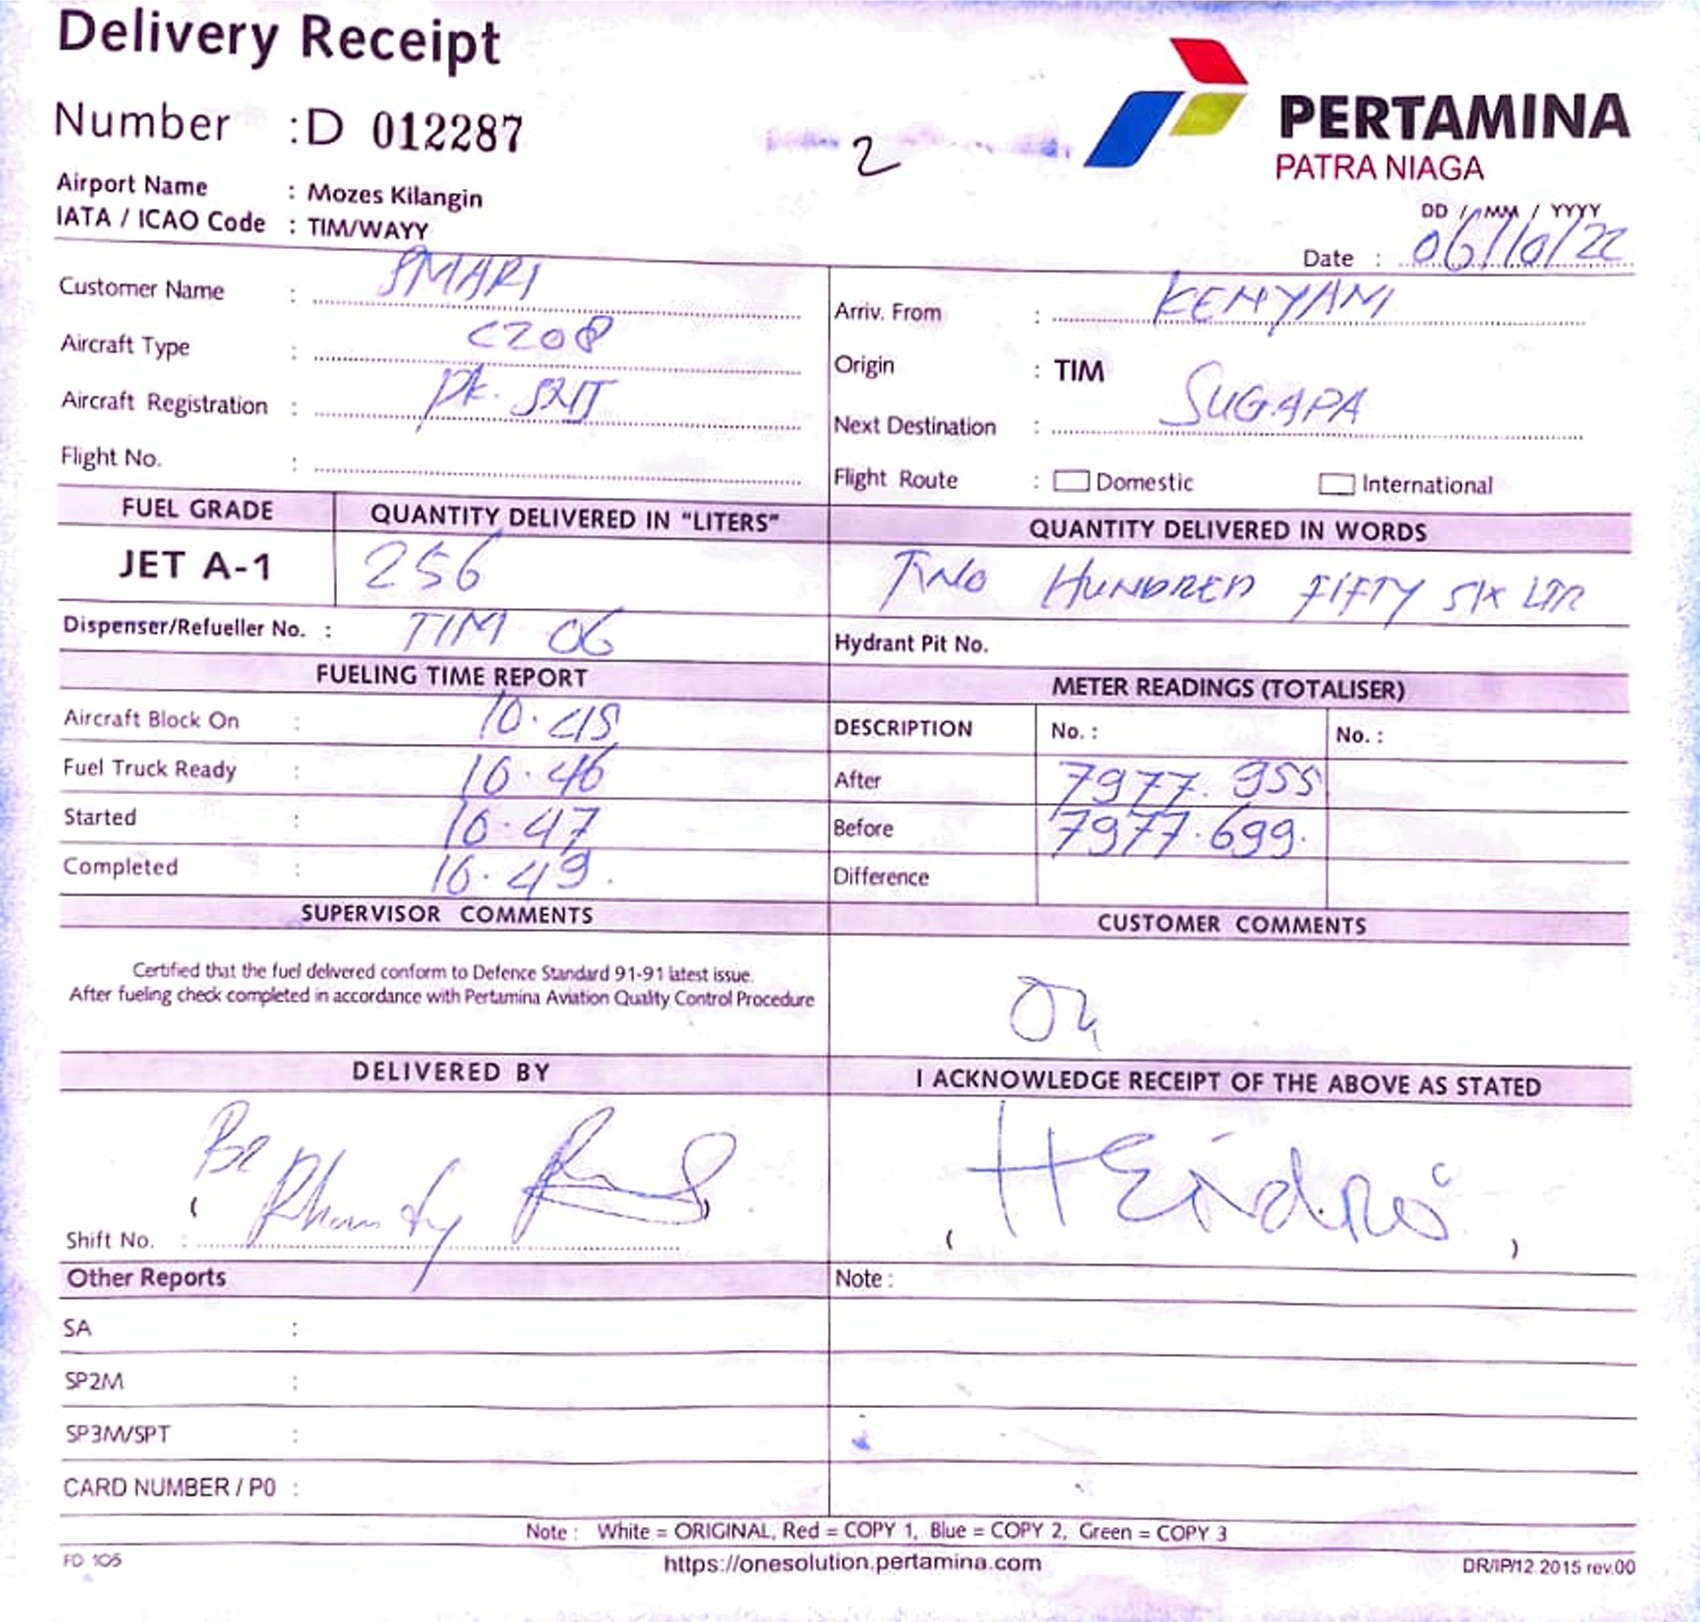 Delivery Receipt
Number : D 012287
2
PERTAMINA
PATRA NIAGA
Airport Name : Mozes Kilangin
IATA / ICAO Code : TIM/WAYY
DD / MM / YYYY
Date : 06/10/22
Customer Name : SMART
Aircraft Type : C208
Aircraft Registration : PK.
Flight No. :
Arriv. From : KENYAM
Origin : TIM
Next Destination : SUGAPA
Flight Route : Domestic International
FUEL GRADE QUANTITY DELIVERED IN "LITERS" QUANTITY DELIVERED IN WORDS
JET A-1 256 TWO HUNDRED FIFTY SIX LTR
Dispenser/Refueller No. : TIM 06
Hydrant Pit No.
FUELING TIME REPORT
Aircraft Block On : 10.45
Fuel Truck Ready : 10.46
Started : 10.47
Completed : 10.49.
METER READINGS (TOTALISER)
DESCRIPTION No. : No. :
After 7977.955
Before 7977.699.
Difference
SUPERVISOR COMMENTS
Certified that the fuel delivered conform to Defence Standard 91-91 latest issue.
After fueling check completed in accordance with Pertamina Aviation Quality Control Procedure
CUSTOMER COMMENTS
Ok
DELIVERED BY
Shift No. :
I ACKNOWLEDGE RECEIPT OF THE ABOVE AS STATED
( )
Other Reports
SA :
SP2M :
SP3M/SPT :
CARD NUMBER / P0 :
Note :
Note : White = ORIGINAL, Red = COPY 1, Blue = COPY 2, Green = COPY 3
FD 105
https://onesolution.pertamina.com
DR/IP/12.2015 rev.00